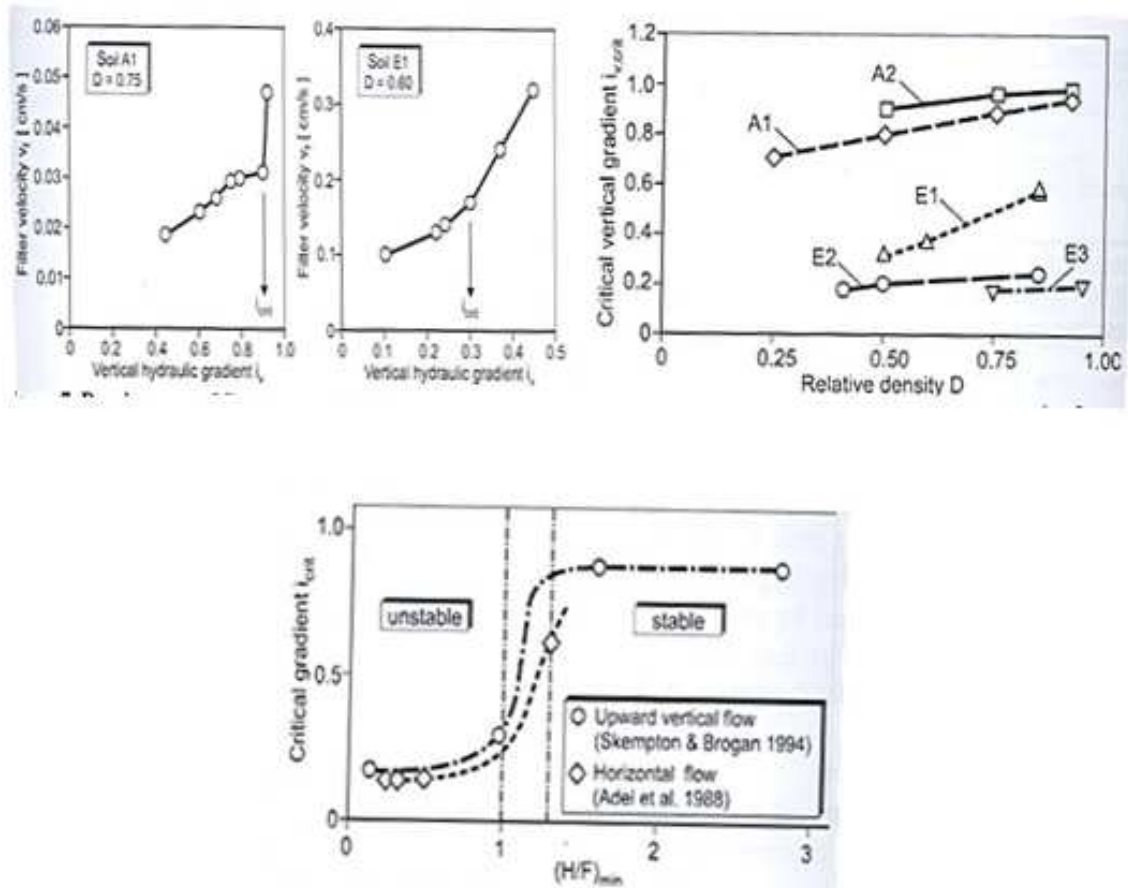 Filter velocity vf [ cm/s ]
0.06
0.05
0.04
0.03
0.02
0.01
0
Soil A1
D = 0.75
icrit
0 0.2 0.4 0.6 0.8 1.0
Vertical hydraulic gradient iv
Filter velocity vf [ cm/s ]
0.4
0.3
0.2
0.1
0
Soil E1
D = 0.60
icrit
0 0.1 0.2 0.3 0.4 0.5
Vertical hydraulic gradient iv
Critical vertical gradient iv,crit
1.2
1.0
0.8
0.6
0.4
0.2
0
A2
A1
E1
E2
E3
0 0.25 0.50 0.75 1.00
Relative density D
Critical gradient icrit
1.0
0.5
0
unstable
stable
Upward vertical flow
(Skempton & Brogan 1994)
Horizontal flow
(Adel et al. 1988)
0 1 2 3
(H/F)min